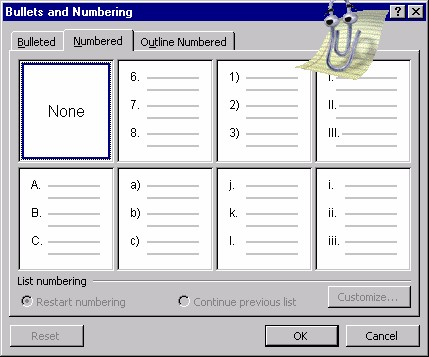 Bullets and Numbering
Bulleted Numbered Outline Numbered
None
6.
7.
8.
1)
2)
3)
I.
II.
III.
A.
B.
C.
a)
b)
c)
j.
k.
l.
i.
ii.
iii.
List numbering
Restart numbering Continue previous list Customize...
Reset OK Cancel